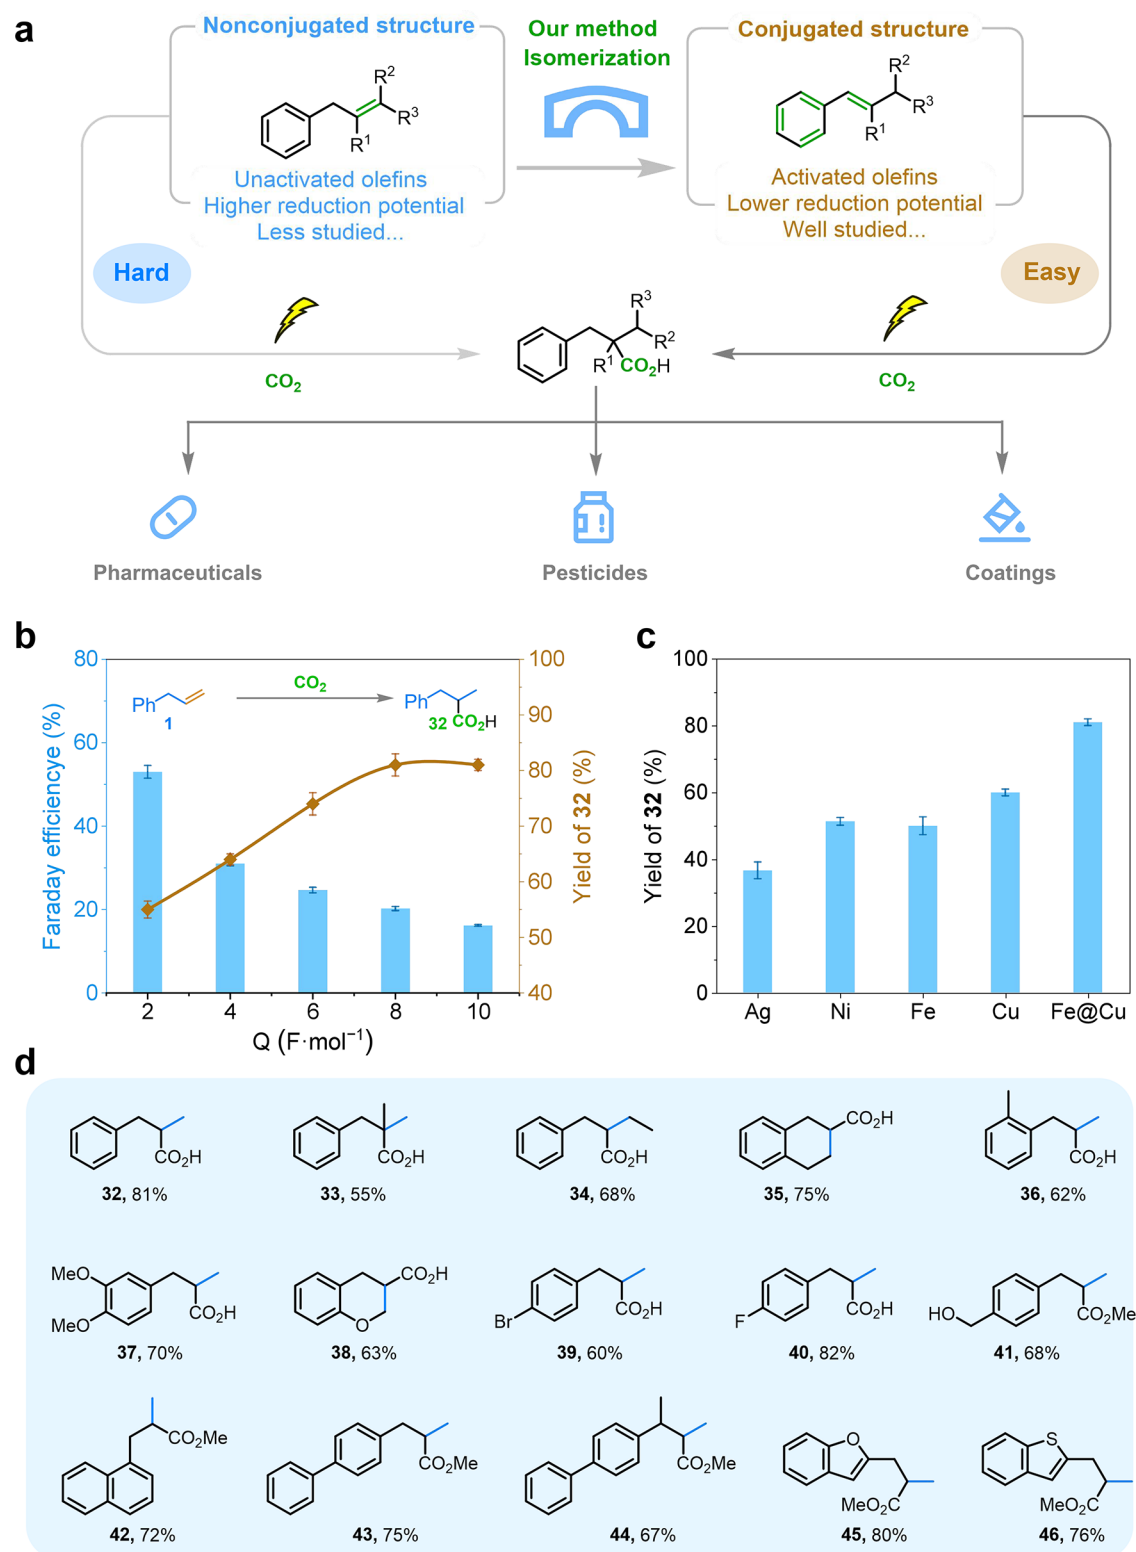 a
Nonconjugated structure
Our method
Isomerization
Conjugated structure
R²
R³
R¹
R²
R³
R¹
Unactivated olefins
Higher reduction potential
Less studied...
Activated olefins
Lower reduction potential
Well studied...
Hard
Easy
R³
R²
R¹
CO₂H
CO₂
CO₂
Pharmaceuticals
Pesticides
Coatings
b
80
60
40
20
0
Faraday efficiencye (%)
100
90
80
70
60
50
40
Yield of 32 (%)
Ph
1
CO₂
Ph
32 CO₂H
2
4
6
8
10
Q (F·mol⁻¹)
c
100
80
60
40
20
0
Yield of 32 (%)
Ag
Ni
Fe
Cu
Fe@Cu
d
CO₂H
32, 81%
CO₂H
33, 55%
CO₂H
34, 68%
CO₂H
35, 75%
CO₂H
36, 62%
MeO
MeO
CO₂H
37, 70%
CO₂H
O
38, 63%
Br
CO₂H
39, 60%
F
CO₂H
40, 82%
HO
CO₂Me
41, 68%
CO₂Me
42, 72%
CO₂Me
43, 75%
CO₂Me
44, 67%
O
MeO₂C
45, 80%
S
MeO₂C
46, 76%